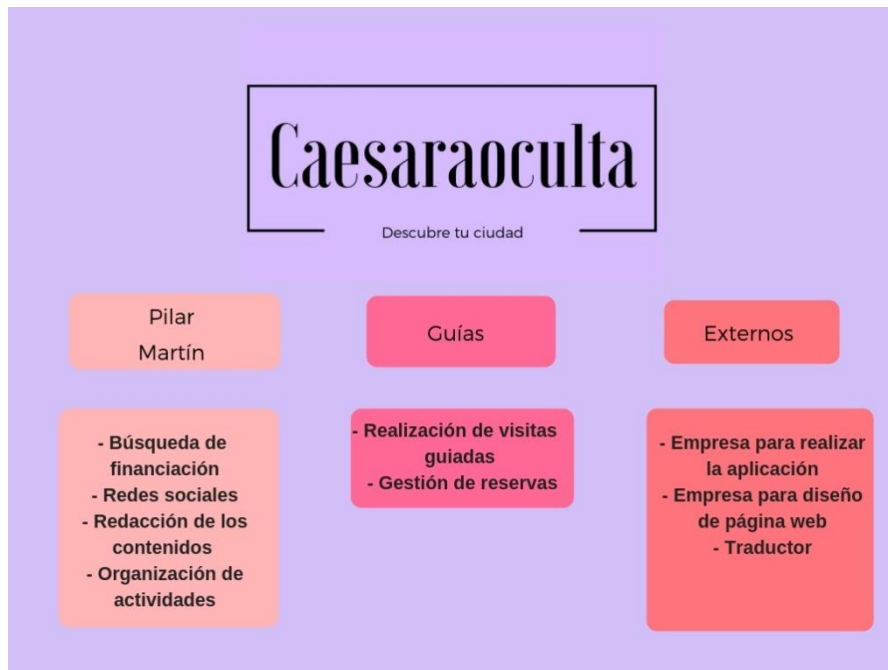 Caesaraoculta
Descubre tu ciudad
Pilar
Martín
Guías
Externos
- Búsqueda de
financiación
- Redes sociales
- Redacción de los
contenidos
- Organización de
actividades
- Realización de visitas
guiadas
- Gestión de reservas
- Empresa para realizar
la aplicación
- Empresa para diseño
de página web
- Traductor